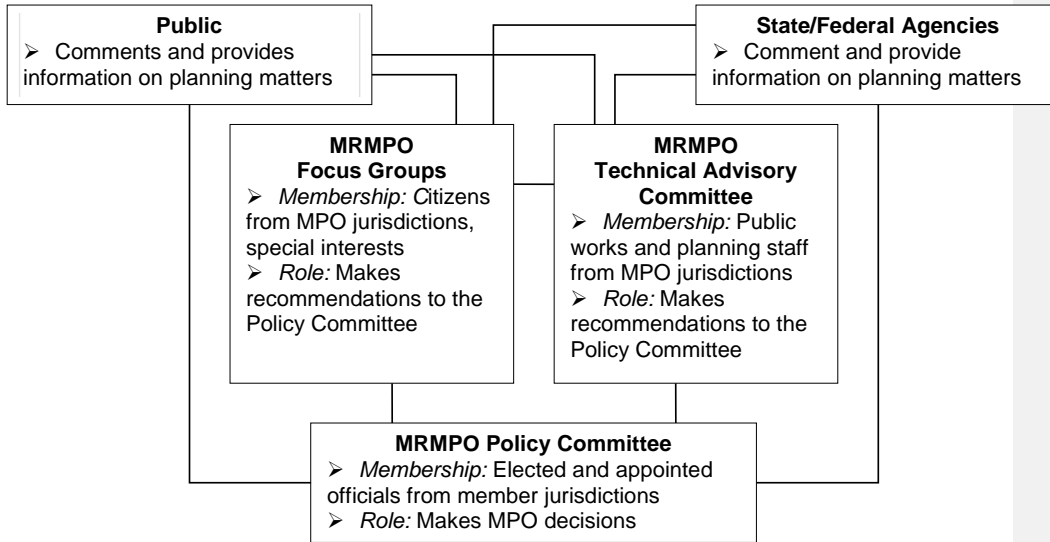 Public
➢ Comments and provides
information on planning matters
State/Federal Agencies
➢ Comment and provide
information on planning matters
MRMPO
Focus Groups
➢ Membership: Citizens
from MPO jurisdictions,
special interests
➢ Role: Makes
recommendations to the
Policy Committee
MRMPO
Technical Advisory
Committee
➢ Membership: Public
works and planning staff
from MPO jurisdictions
➢ Role: Makes
recommendations to the
Policy Committee
MRMPO Policy Committee
➢ Membership: Elected and appointed
officials from member jurisdictions
➢ Role: Makes MPO decisions